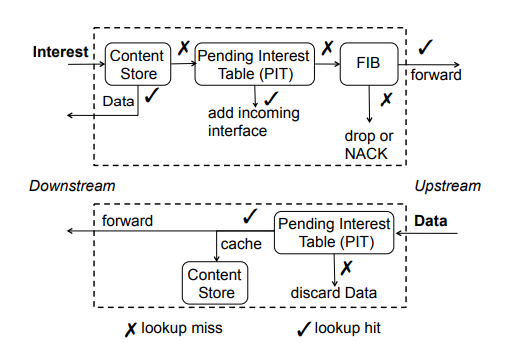 Interest
Content
Store
Pending Interest
Table (PIT)
FIB
forward
Data
add incoming
interface
drop or
NACK
Downstream
Upstream
forward
Pending Interest
Table (PIT)
Data
cache
Content
Store
discard Data
✗ lookup miss
✓ lookup hit